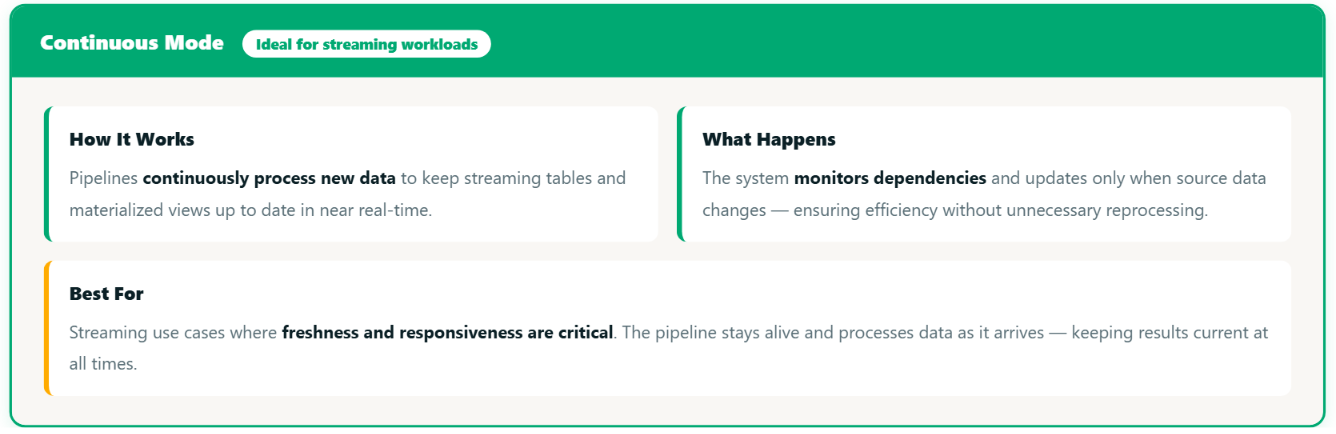 Continuous Mode
Ideal for streaming workloads
How It Works
Pipelines continuously process new data to keep streaming tables and
materialized views up to date in near real-time.
What Happens
The system monitors dependencies and updates only when source data
changes — ensuring efficiency without unnecessary reprocessing.
Best For
Streaming use cases where freshness and responsiveness are critical. The pipeline stays alive and processes data as it arrives — keeping results current at
all times.